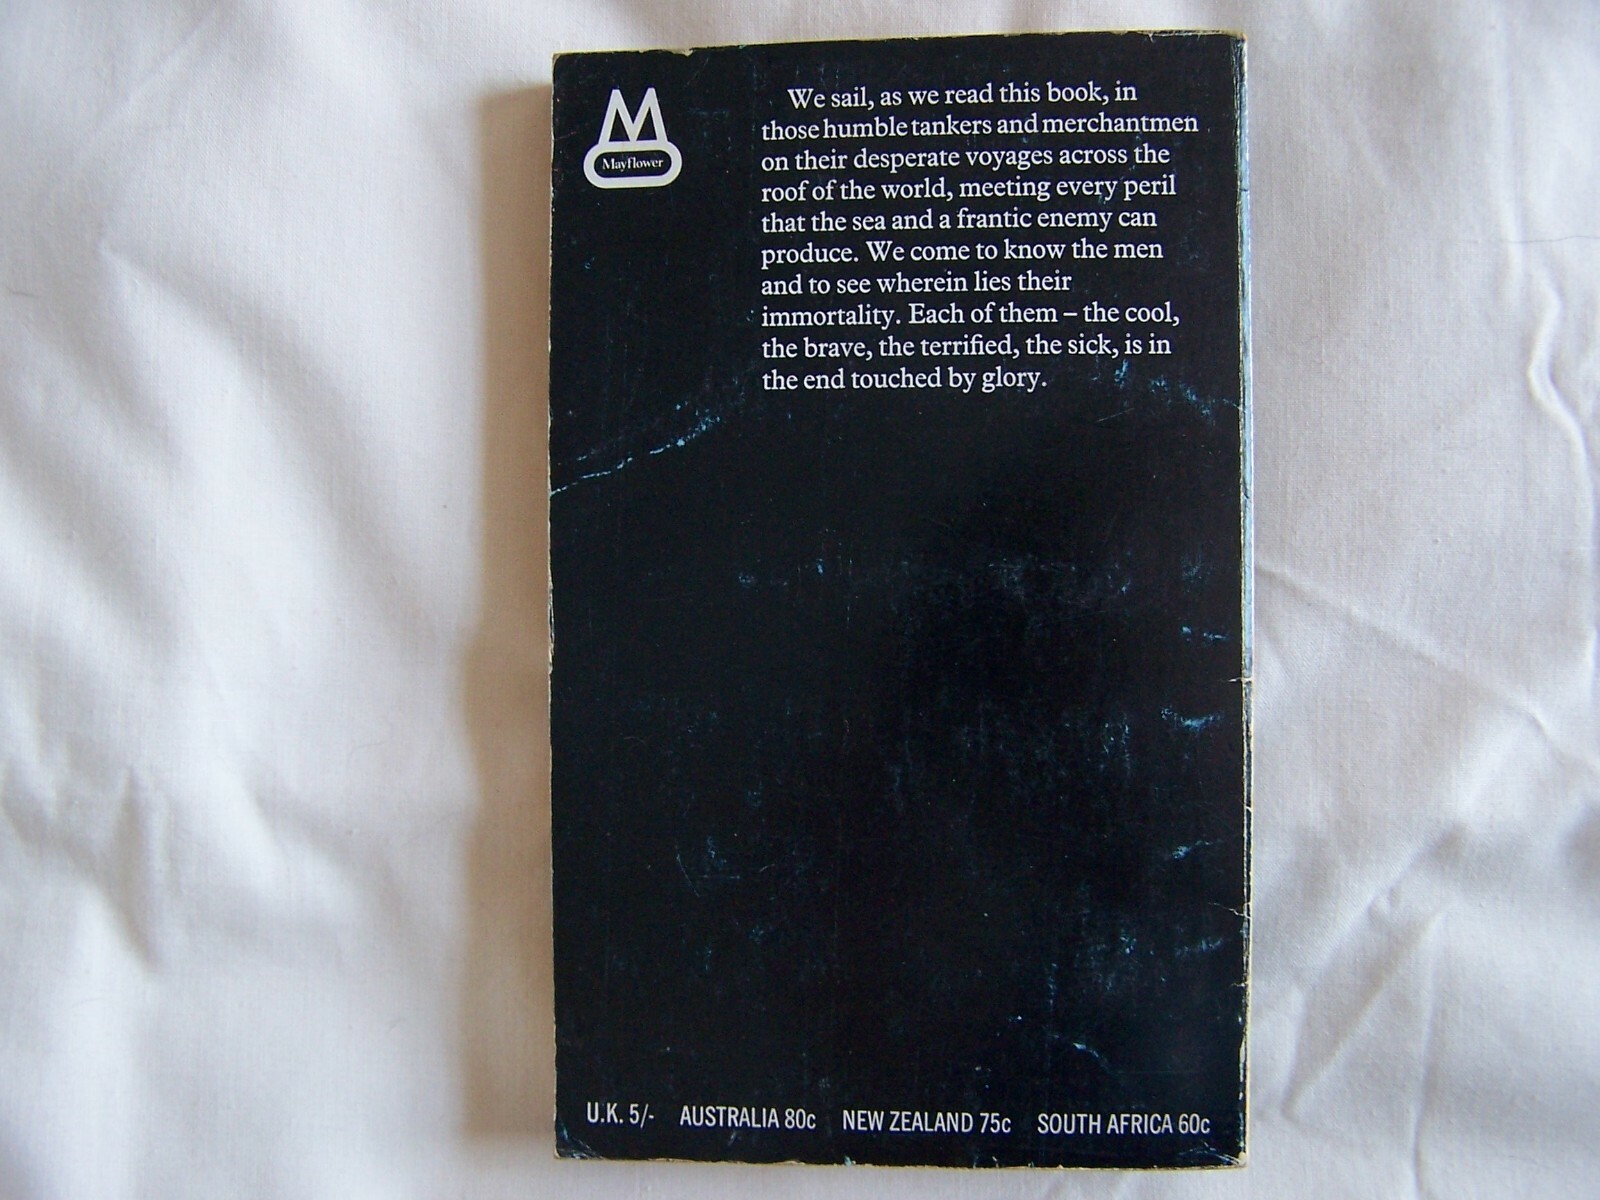 Mayflower
We sail, as we read this book, in
those humble tankers and merchantmen
on their desperate voyages across the
roof of the world, meeting every peril
that the sea and a frantic enemy can
produce. We come to know the men
and to see wherein lies their
immortality. Each of them – the cool,
the brave, the terrified, the sick, is in
the end touched by glory.
U.K. 5/- AUSTRALIA 80c NEW ZEALAND 75c SOUTH AFRICA 60c